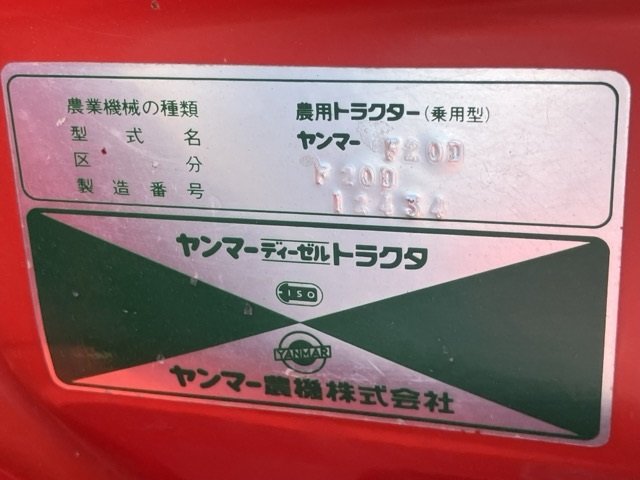 農業機械の種類 農用トラクター(乗用型)
型式名 ヤンマー F20D
区分 F20D
製造番号 12434
ヤンマーディーゼルトラクタ
ISO
YANMAR
ヤンマー農機株式会社